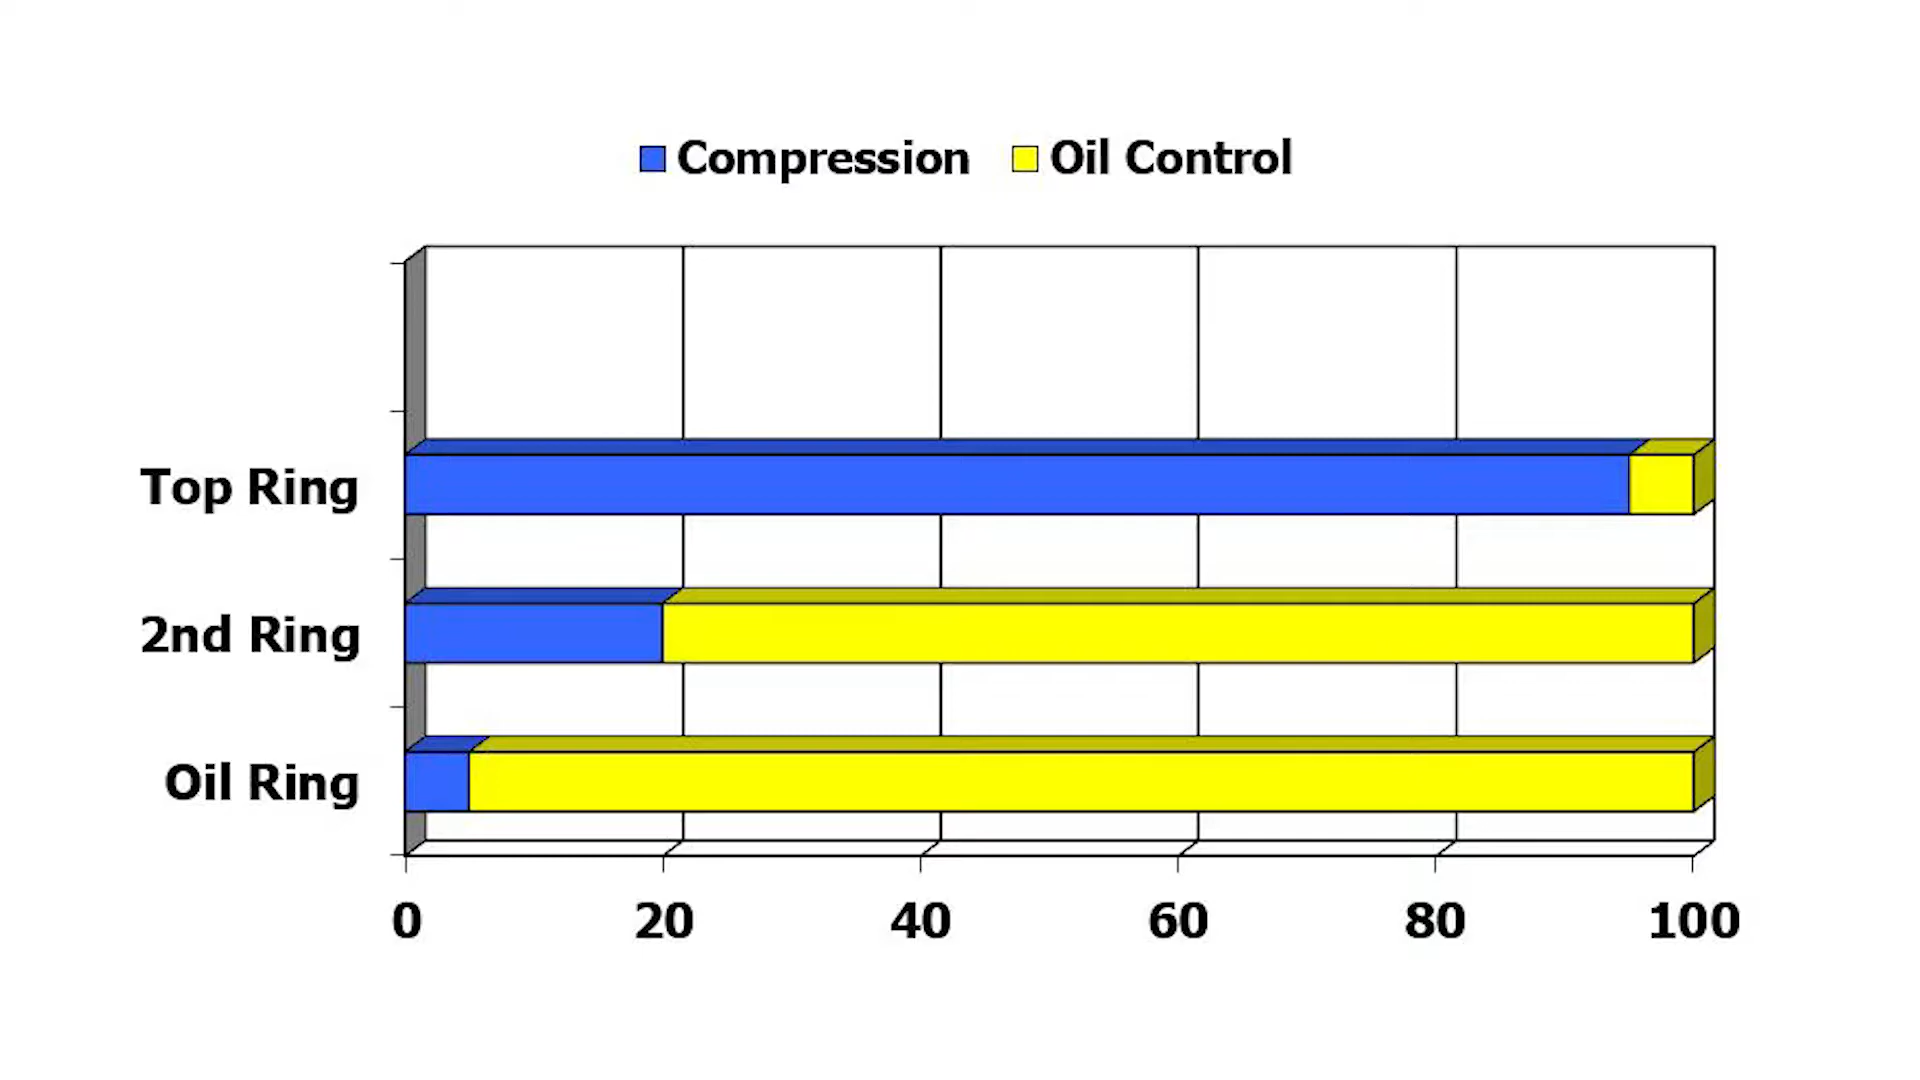 Compression Oil Control
Top Ring
2nd Ring
Oil Ring
0 20 40 60 80 100